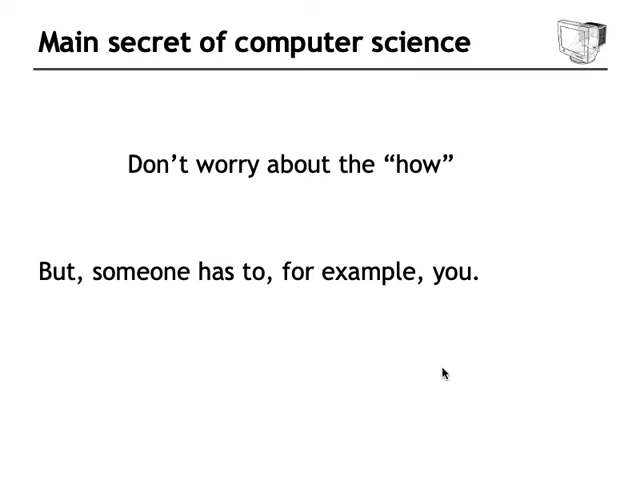 Main secret of computer science
Don’t worry about the “how”
But, someone has to, for example, you.